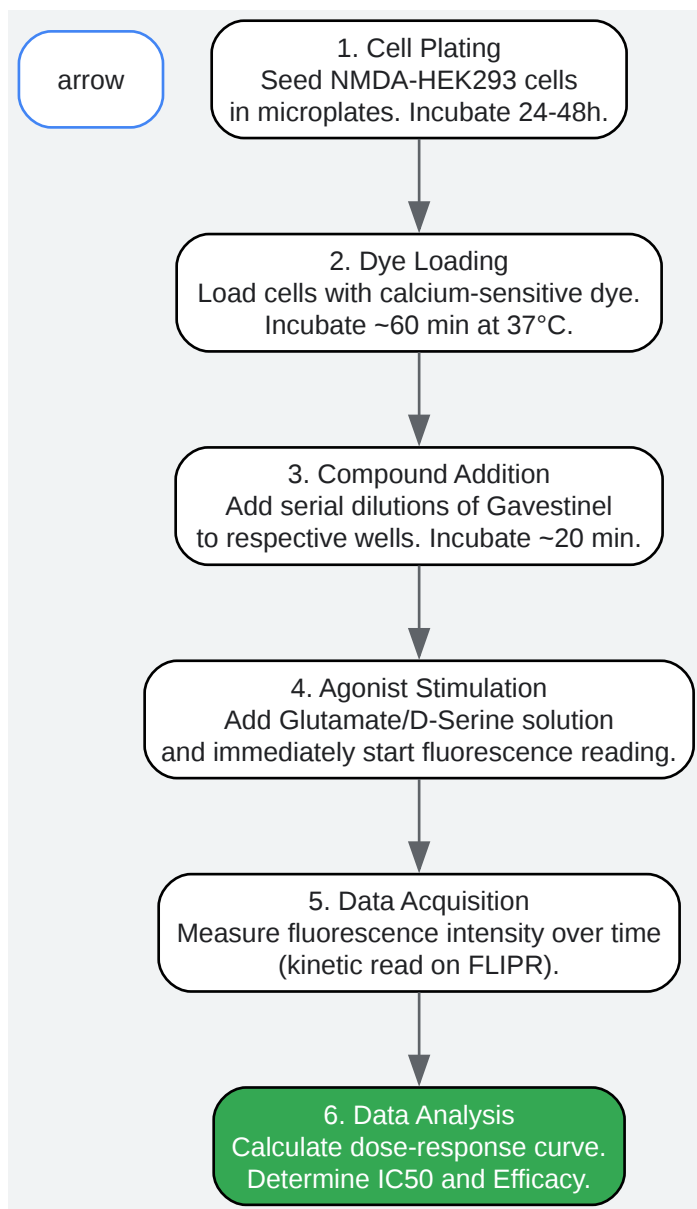 arrow
1. Cell Plating
Seed NMDA-HEK293 cells
in microplates. Incubate 24-48h.
2. Dye Loading
Load cells with calcium-sensitive dye.
Incubate ~60 min at 37°C.
3. Compound Addition
Add serial dilutions of Gavestinel
to respective wells. Incubate ~20 min.
4. Agonist Stimulation
Add Glutamate/D-Serine solution
and immediately start fluorescence reading.
5. Data Acquisition
Measure fluorescence intensity over time
(kinetic read on FLIPR).
6. Data Analysis
Calculate dose-response curve.
Determine IC50 and Efficacy.